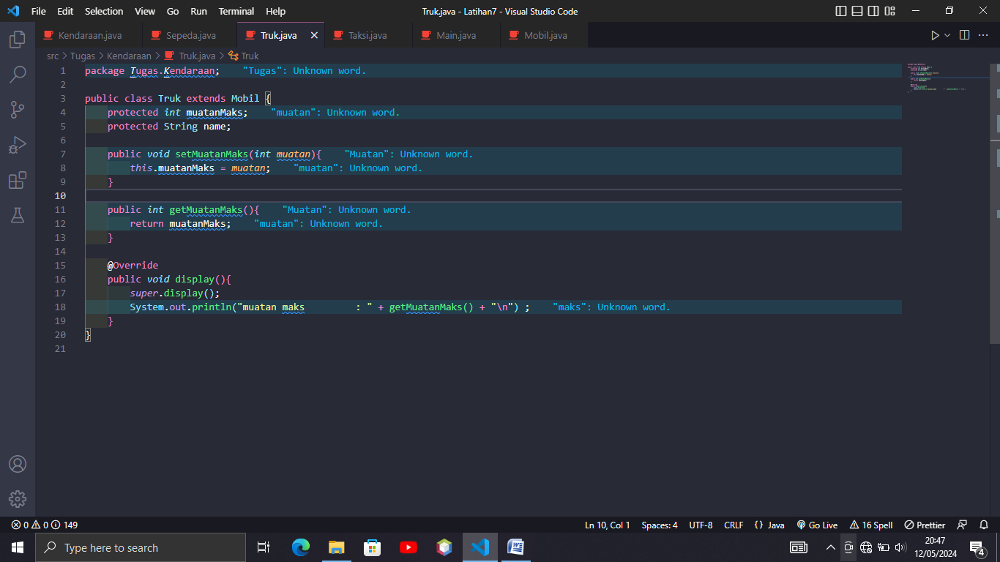 File Edit Selection View Go Run Terminal Help Truk.java - Latihan7 - Visual Studio Code
Kendaraan.java Sepeda.java Truk.java Taksi.java Main.java Mobil.java
src > Tugas > Kendaraan > Truk.java > Truk
1 package Tugas.Kendaraan; "Tugas": Unknown word.
2
3 public class Truk extends Mobil {
4 protected int muatanMaks; "muatan": Unknown word.
5 protected String name;
6
7 public void setMuatanMaks(int muatan){ "Muatan": Unknown word.
8 this.muatanMaks = muatan; "muatan": Unknown word.
9 }
10
11 public int getMuatanMaks(){ "Muatan": Unknown word.
12 return muatanMaks; "muatan": Unknown word.
13 }
14
15 @Override
16 public void display(){
17 super.display();
18 System.out.println("muatan maks : " + getMuatanMaks() + "\n") ; "maks": Unknown word.
19 }
20 }
21
0 0 149 Ln 10, Col 1 Spaces: 4 UTF-8 CRLF {} Java Go Live 16 Spell Prettier
Type here to search 20:47
12/05/2024 4